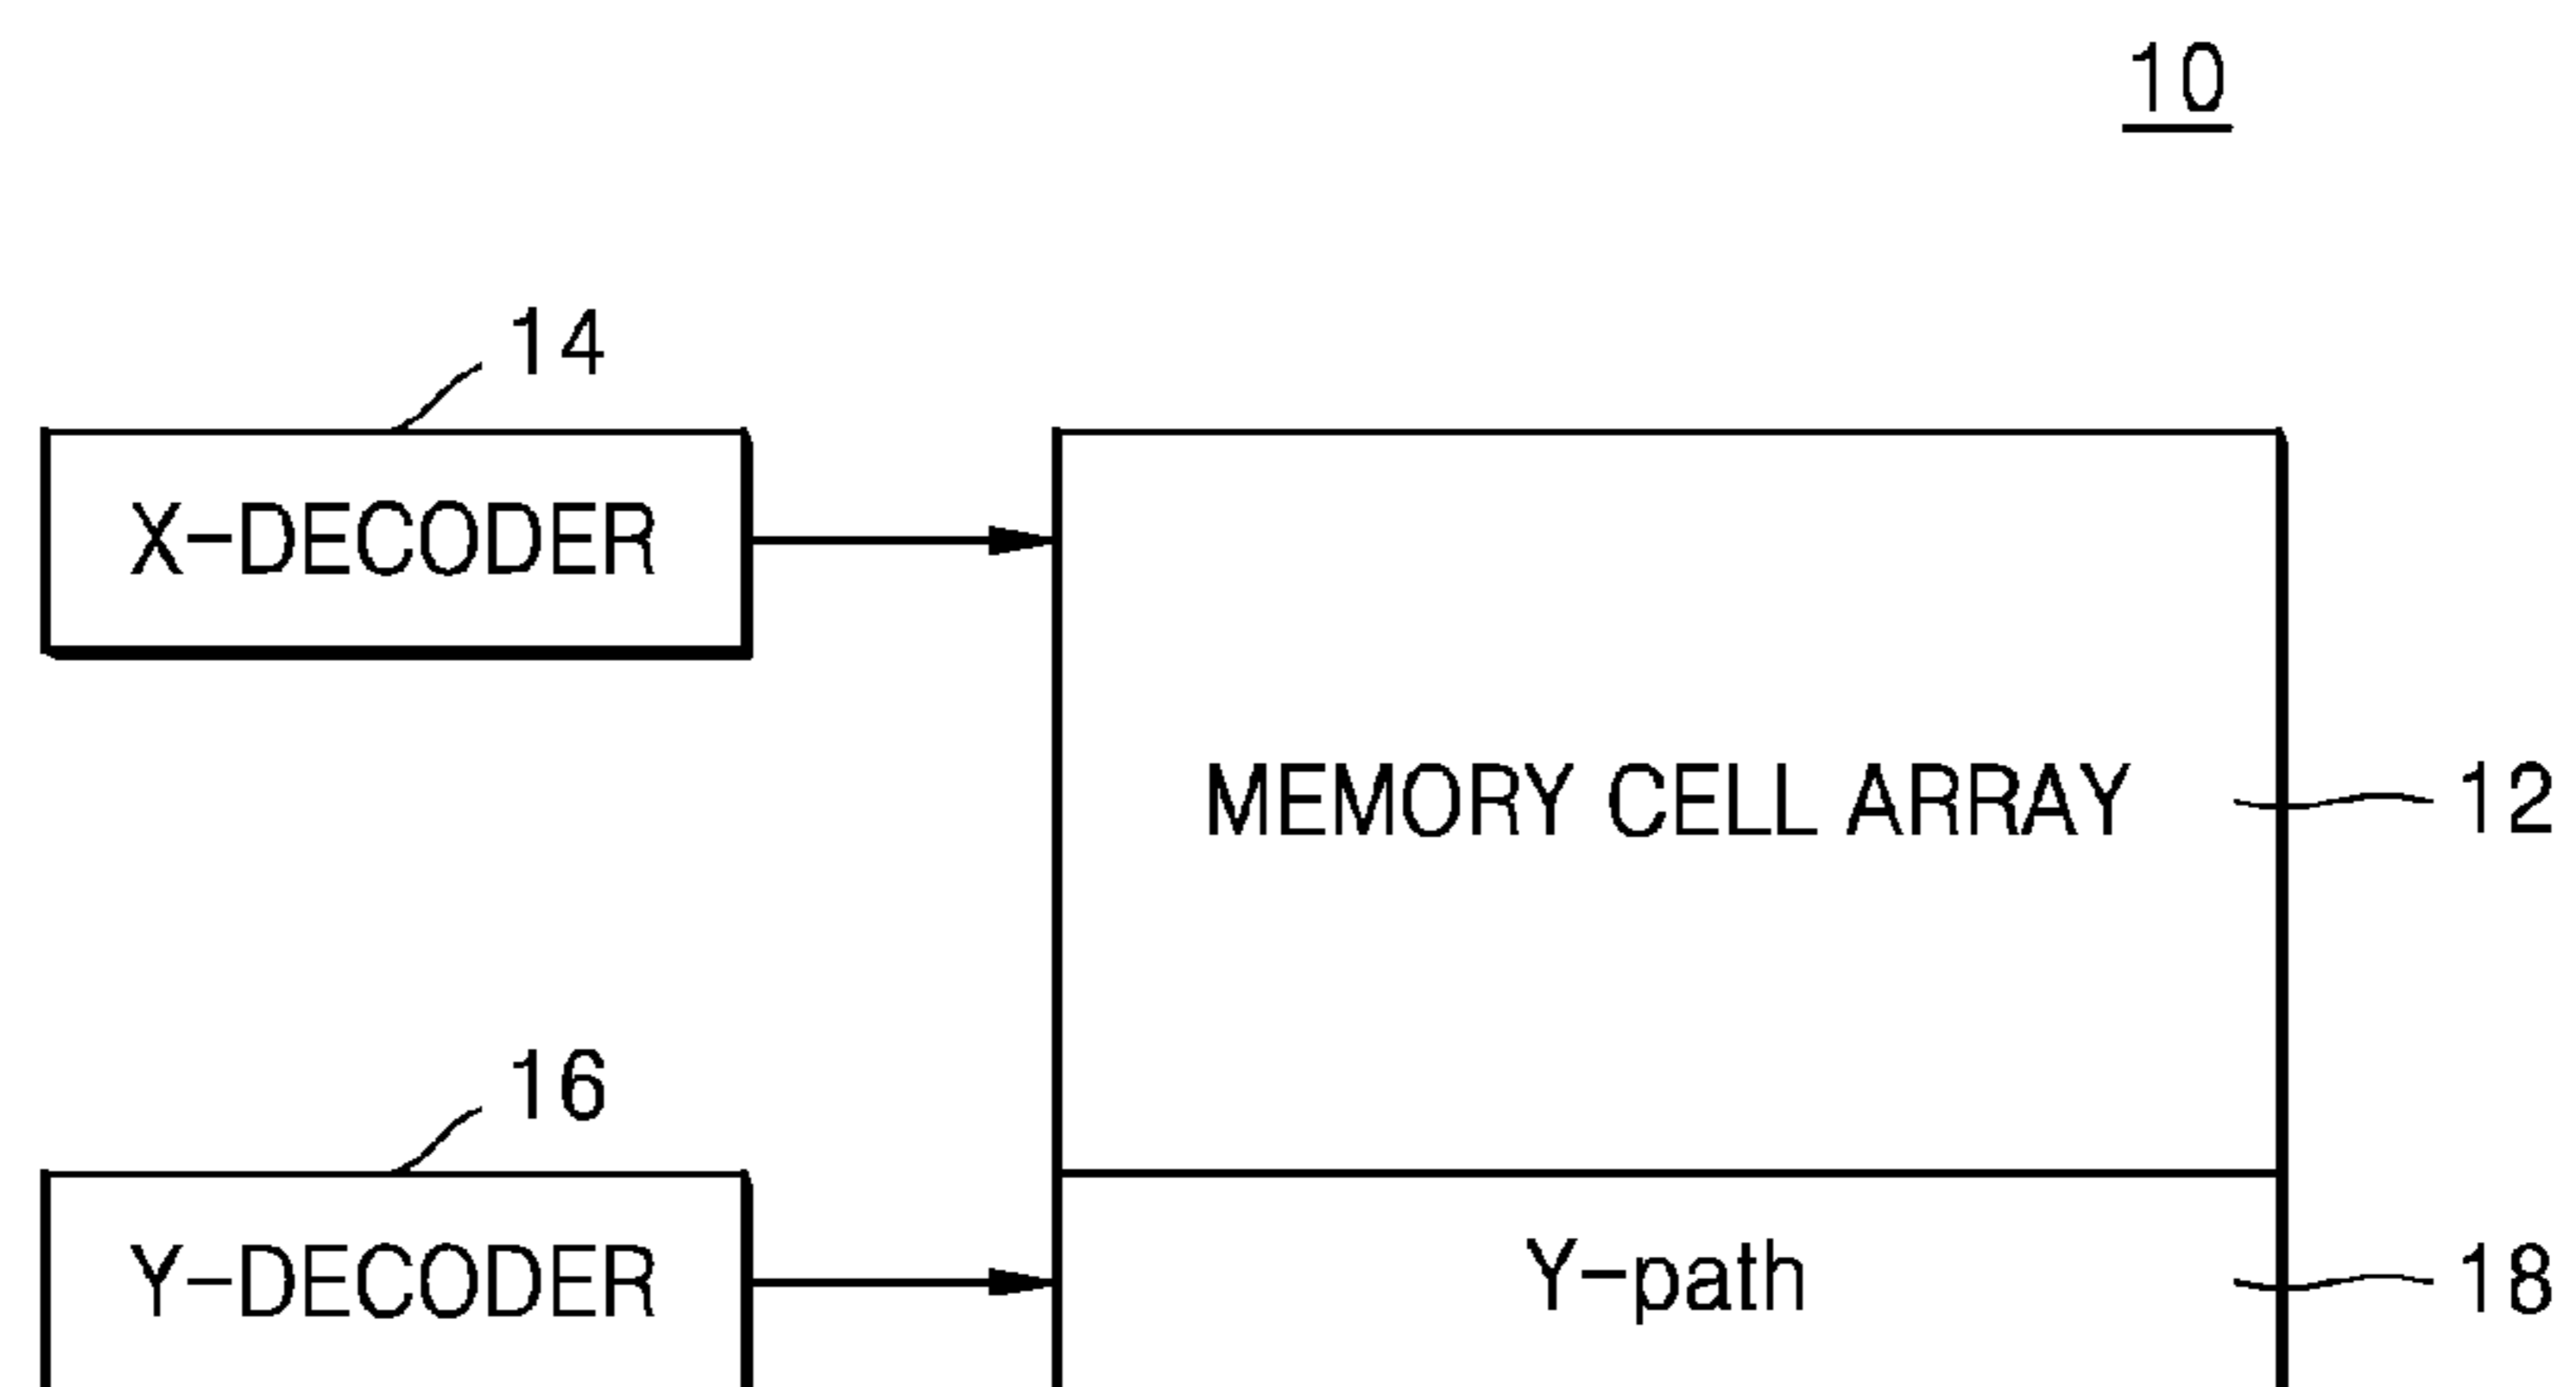 10
14
X-DECODER
MEMORY CELL ARRAY
12
16
Y-DECODER
Y-path
18